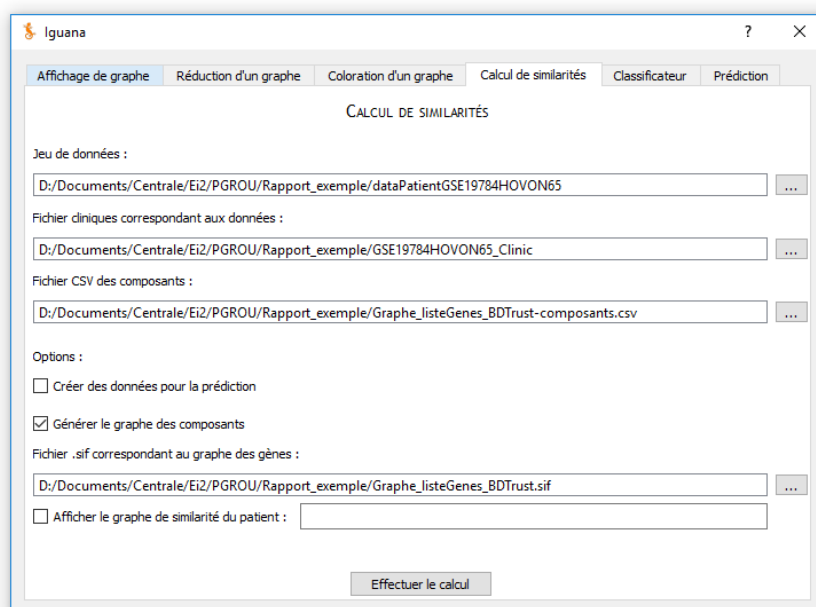 Iguana ?
Affichage de graphe Réduction d'un graphe Coloration d'un graphe Calcul de similarités Classificateur Prédiction
CALCUL DE SIMILARITÉS
Jeu de données :
D:/Documents/Centrale/Ei2/PGROU/Rapport_exemple/dataPatientGSE19784HOVON65 ...
Fichier cliniques correspondant aux données :
D:/Documents/Centrale/Ei2/PGROU/Rapport_exemple/GSE19784HOVON65_Clinic ...
Fichier CSV des composants :
D:/Documents/Centrale/Ei2/PGROU/Rapport_exemple/Graphe_listeGenes_BDTrust-composants.csv ...
Options :
Créer des données pour la prédiction
Générer le graphe des composants
Fichier .sif correspondant au graphe des gènes :
D:/Documents/Centrale/Ei2/PGROU/Rapport_exemple/Graphe_listeGenes_BDTrust.sif ...
Afficher le graphe de similarité du patient :
Effectuer le calcul